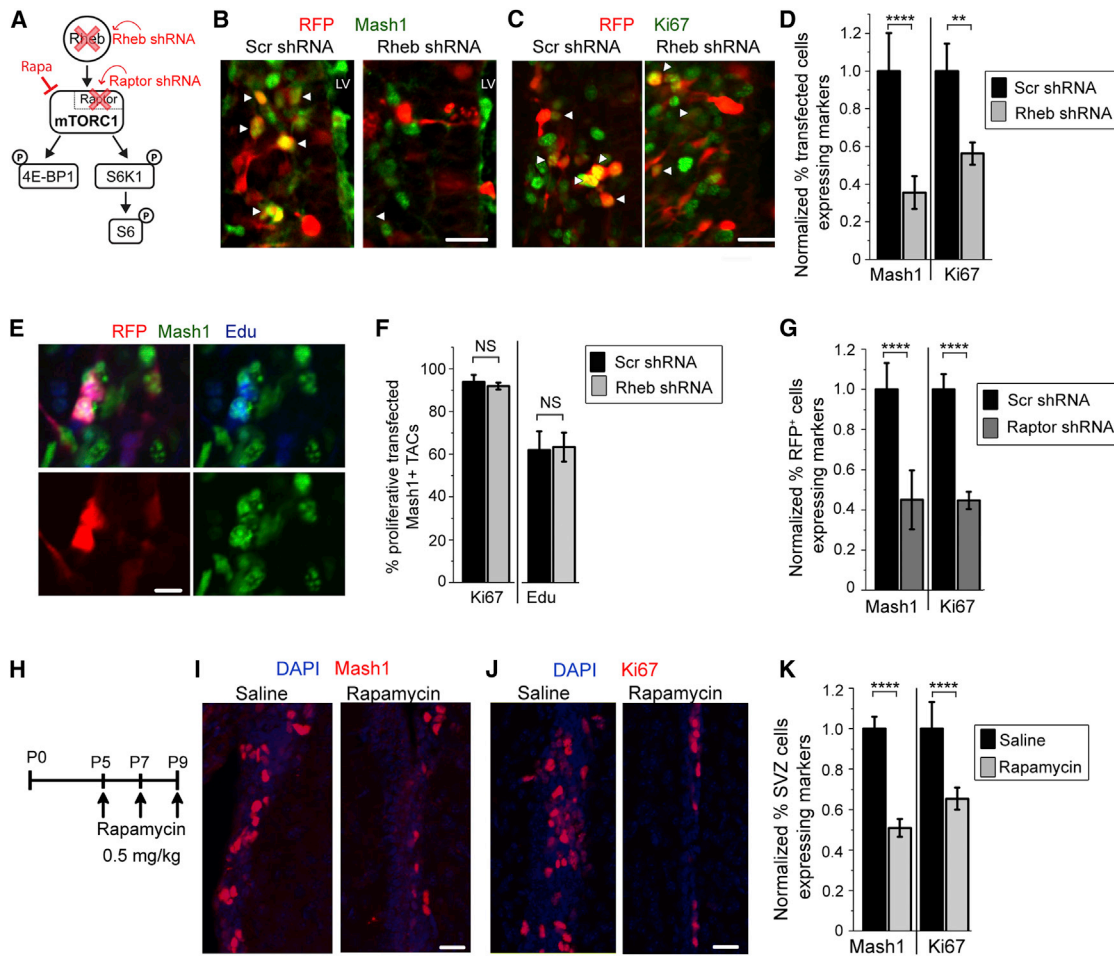 A
Rheb
Rheb shRNA
Rapa
Raptor shRNA
Raptor
mTORC1
P
P
4E-BP1
S6K1
P
S6
B
RFP Mash1
Scr shRNA Rheb shRNA
LV
C
RFP Ki67
Scr shRNA Rheb shRNA
LV
D
Normalized % transfected cells
expressing markers
1.2
1.0
0.8
0.6
0.4
0.2
0
**** **
Mash1 Ki67
Scr shRNA
Rheb shRNA
E
RFP Mash1 Edu
F
% proliferative transfected
Mash1+ TACs
100
80
60
40
20
0
NS
NS
Ki67 Edu
Scr shRNA
Rheb shRNA
G
Normalized % RFP+ cells
expressing markers
1.2
1.0
0.8
0.6
0.4
0.2
0
**** ****
Mash1 Ki67
Scr shRNA
Raptor shRNA
H
P0 P5 P7 P9
Rapamycin
0.5 mg/kg
I
DAPI Mash1
Saline Rapamycin
J
DAPI Ki67
Saline Rapamycin
K
Normalized % SVZ cells
expressing markers
1.2
1.0
0.8
0.6
0.4
0.2
0
**** ****
Mash1 Ki67
Saline
Rapamycin